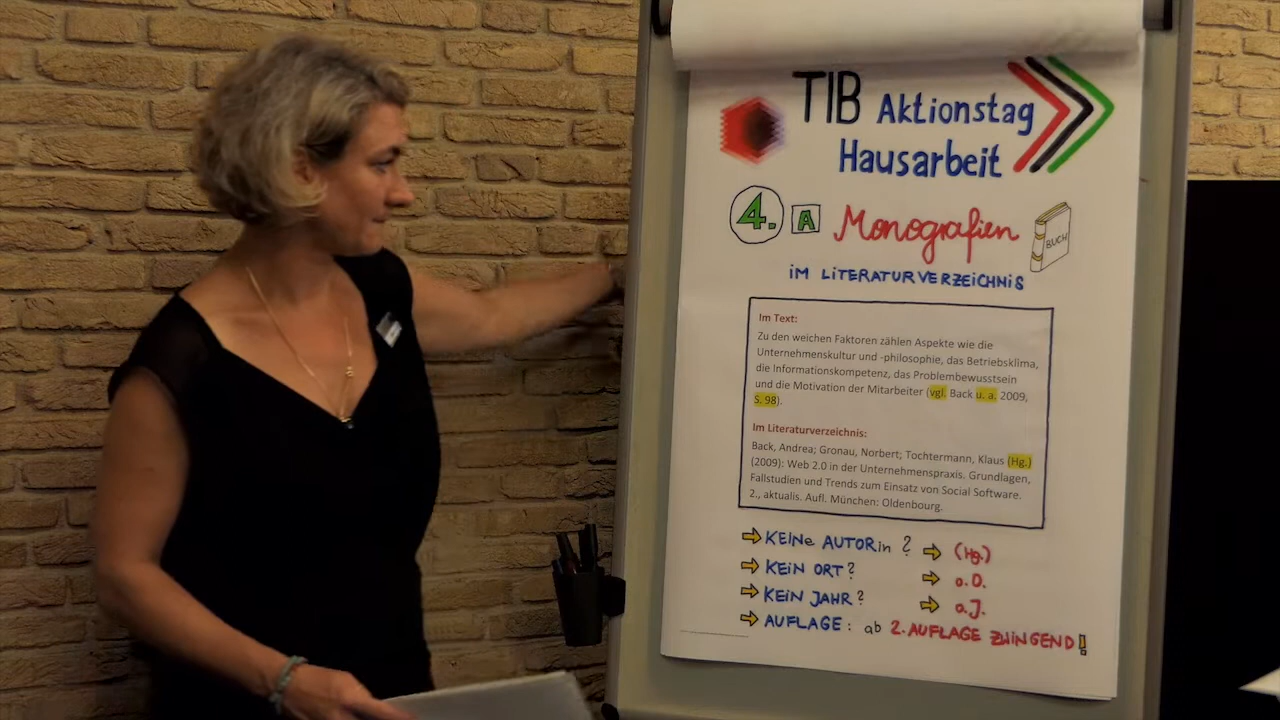 TIB Aktionstag
Hausarbeit
4. A Monografien
BUCH
IM LITERATURVERZEICHNIS
Im Text:
Zu den weichen Faktoren zählen Aspekte wie die
Unternehmenskultur und -philosophie, das Betriebsklima,
die Informationskompetenz, das Problembewusstsein
und die Motivation der Mitarbeiter (vgl. Back u. a. 2009,
S. 98).
Im Literaturverzeichnis:
Back, Andrea; Gronau, Norbert; Tochtermann, Klaus (Hg.)
(2009): Web 2.0 in der Unternehmenspraxis. Grundlagen,
Fallstudien und Trends zum Einsatz von Social Software.
2., aktualis. Aufl. München: Oldenbourg.
⇨ KEINe AUTORin ? ⇨ (Hg.)
⇨ KEIN ORT? ⇨ o.O.
⇨ KEIN JAHR? ⇨ o.J.
⇨ AUFLAGE: ab 2. AUFLAGE ZWINGEND!